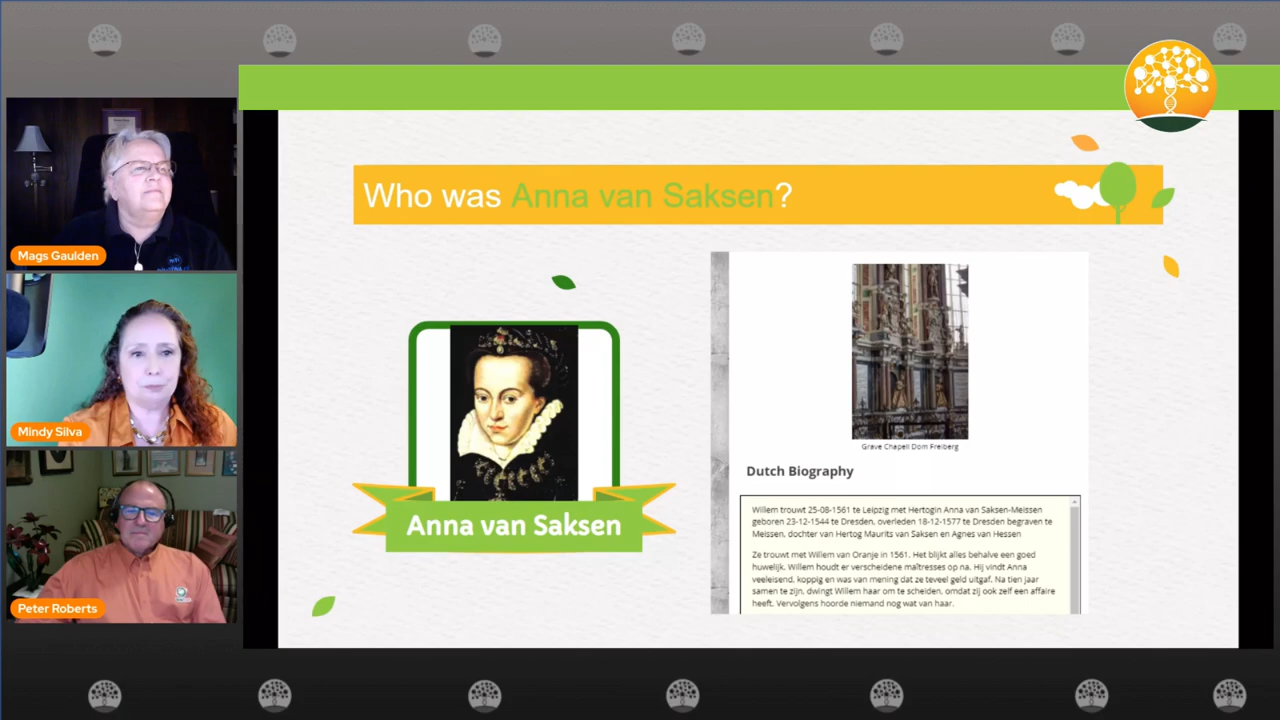 Who was Anna van Saksen?
Mags Gaulden
Mindy Silva
Peter Roberts
Anna van Saksen
Grave Chapell Dom Freiberg
Dutch Biography
Willem trouwt 25-08-1561 te Leipzig met Hertogin Anna van Saksen-Meissen
geboren 23-12-1544 te Dresden, overleden 18-12-1577 te Dresden begraven te
Meissen, dochter van Hertog Maurits van Saksen en Agnes van Hessen
Ze trouwt met Willem van Oranje in 1561. Het blijkt alles behalve een goed
huwelijk. Willem houdt er verscheidene maîtresses op na. Hij vindt Anna
veeleisend, koppig en was van mening dat ze teveel geld uitgaf. Na tien jaar
samen te zijn, dwingt Willem haar om te scheiden, omdat zij ook zelf een affaire
heeft. Vervolgens hoorde niemand nog wat van haar.